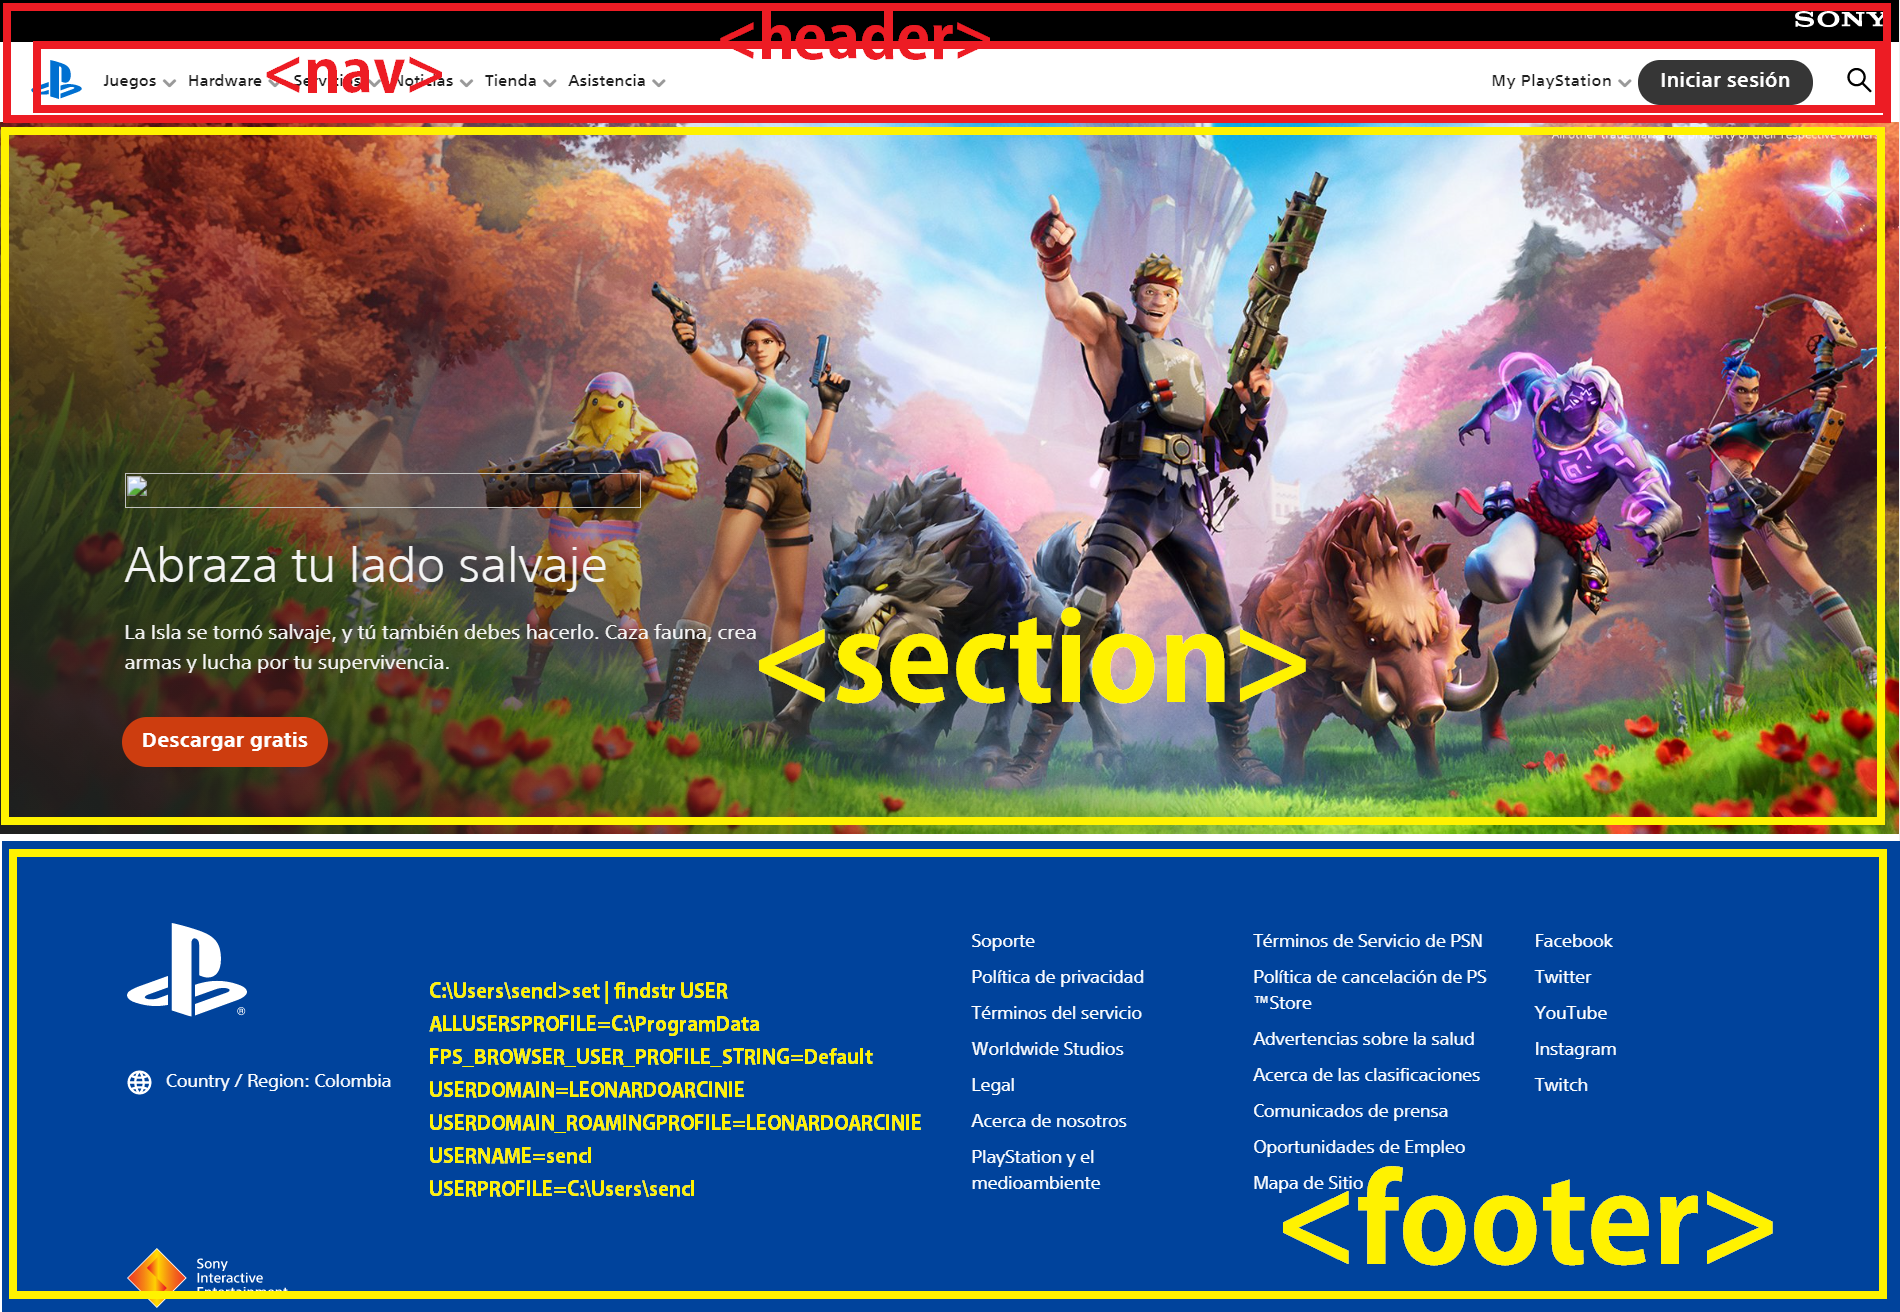 SONY
<header>
<nav>
Juegos Hardware Servicios Noticias Tienda Asistencia
My PlayStation Iniciar sesión
All other trademarks are property of their respective owners
Abraza tu lado salvaje
La Isla se tornó salvaje, y tú también debes hacerlo. Caza fauna, crea
armas y lucha por tu supervivencia.
<section>
Descargar gratis
Country / Region: Colombia
C:\Users\sencl>set | findstr USER
ALLUSERSPROFILE=C:\ProgramData
FPS_BROWSER_USER_PROFILE_STRING=Default
USERDOMAIN=LEONARDOARCINIE
USERDOMAIN_ROAMINGPROFILE=LEONARDOARCINIE
USERNAME=sencl
USERPROFILE=C:\Users\sencl
Soporte
Política de privacidad
Términos del servicio
Worldwide Studios
Legal
Acerca de nosotros
PlayStation y el
medioambiente
Términos de Servicio de PSN
Política de cancelación de PS
™Store
Advertencias sobre la salud
Acerca de las clasificaciones
Comunicados de prensa
Oportunidades de Empleo
Mapa de Sitio
Facebook
Twitter
YouTube
Instagram
Twitch
<footer>
Sony
Interactive
Entertainment